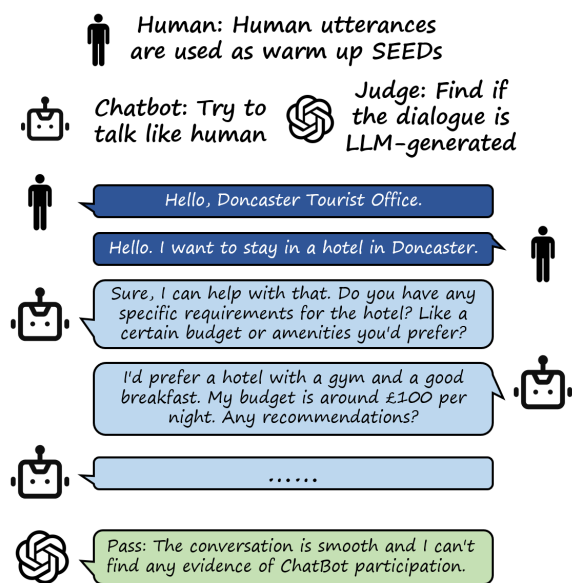 Human: Human utterances
are used as warm up SEEDs
Chatbot: Try to
talk like human
Judge: Find if
the dialogue is
LLM-generated
Hello, Doncaster Tourist Office.
Hello. I want to stay in a hotel in Doncaster.
Sure, I can help with that. Do you have any
specific requirements for the hotel? Like a
certain budget or amenities you'd prefer?
I'd prefer a hotel with a gym and a good
breakfast. My budget is around £100 per
night. Any recommendations?
......
Pass: The conversation is smooth and I can't
find any evidence of ChatBot participation.